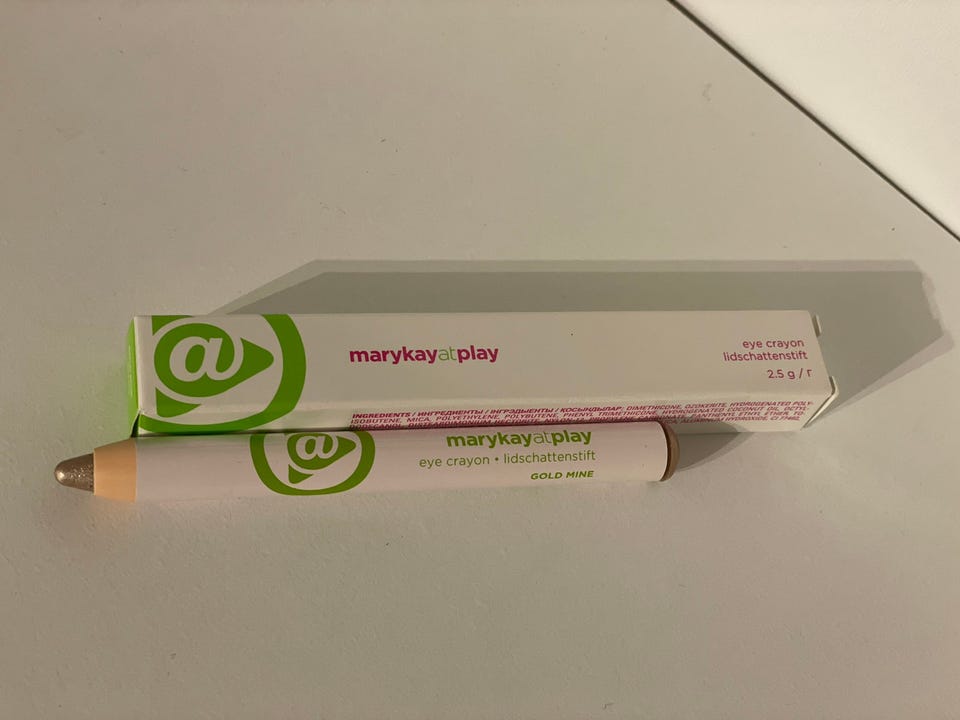 @
marykayatplay
eye crayon
lidschattenstift
2.5 g / г
INGREDIENTS / ИНГРЕДИЕНТЫ / ІНГРЭДЫЕНТЫ / ҚОСЫНДЫЛАР: DIMETHICONE, OZOKERITE, HYDROGENATED POLY-
ISOBUTENE, MICA, POLYETHYLENE, POLYBUTENE, PHENYL TRIMETHICONE, HYDROGENATED COCONUT OIL, OCTYL-
@
marykayatplay
eye crayon • lidschattenstift
GOLD MINE